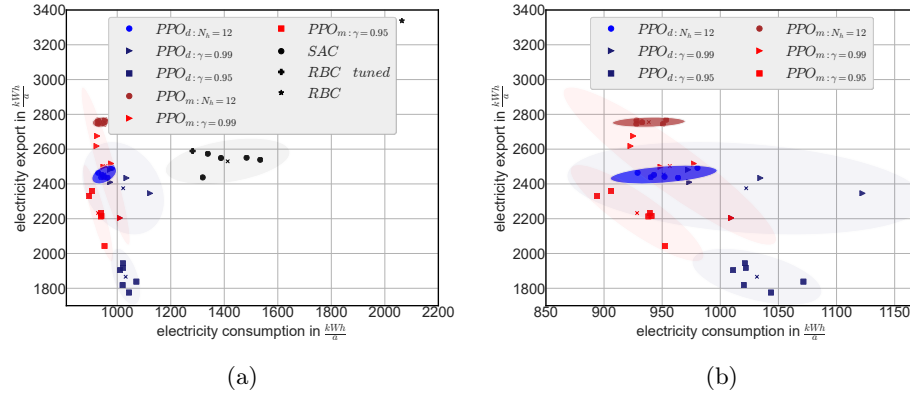 3400
3200
3000
2800
2600
2400
2200
2000
1800
electricity export in kWh/a
PPO_{d:N_h=12}
PPO_{d:γ=0.99}
PPO_{d:γ=0.95}
PPO_{m:N_h=12}
PPO_{m:γ=0.99}
PPO_{m:γ=0.95}
SAC
RBC tuned
RBC
1000 1200 1400 1600 1800 2000 2200
electricity consumption in kWh/a
(a)
3400
3200
3000
2800
2600
2400
2200
2000
1800
electricity export in kWh/a
PPO_{d:N_h=12}
PPO_{d:γ=0.99}
PPO_{d:γ=0.95}
PPO_{m:N_h=12}
PPO_{m:γ=0.99}
PPO_{m:γ=0.95}
850 900 950 1000 1050 1100 1150
electricity consumption in kWh/a
(b)